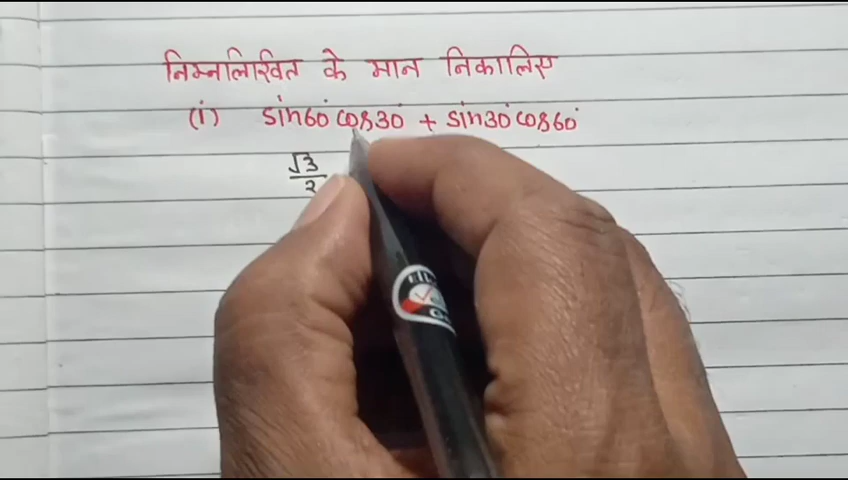 निम्नलिखित के मान निकालिए
(i) sin60° cos30° + sin30° cos60°
√3/2